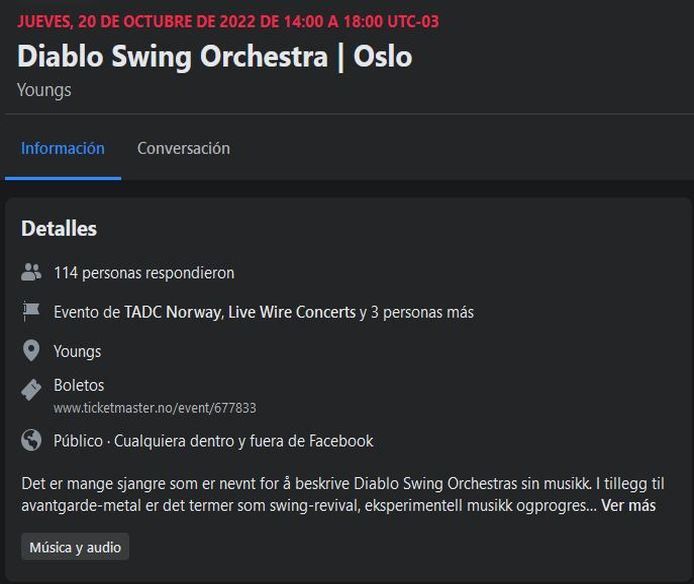 JUEVES, 20 DE OCTUBRE DE 2022 DE 14:00 A 18:00 UTC-03
Diablo Swing Orchestra | Oslo
Youngs
Información
Conversación
Detalles
114 personas respondieron
Evento de TADC Norway, Live Wire Concerts y 3 personas más
Youngs
Boletos
www.ticketmaster.no/event/677833
Público · Cualquiera dentro y fuera de Facebook
Det er mange sjangre som er nevnt for å beskrive Diablo Swing Orchestras sin musikk. I tillegg til
avantgarde-metal er det termer som swing-revival, eksperimentell musikk ogprogres... Ver más
Música y audio